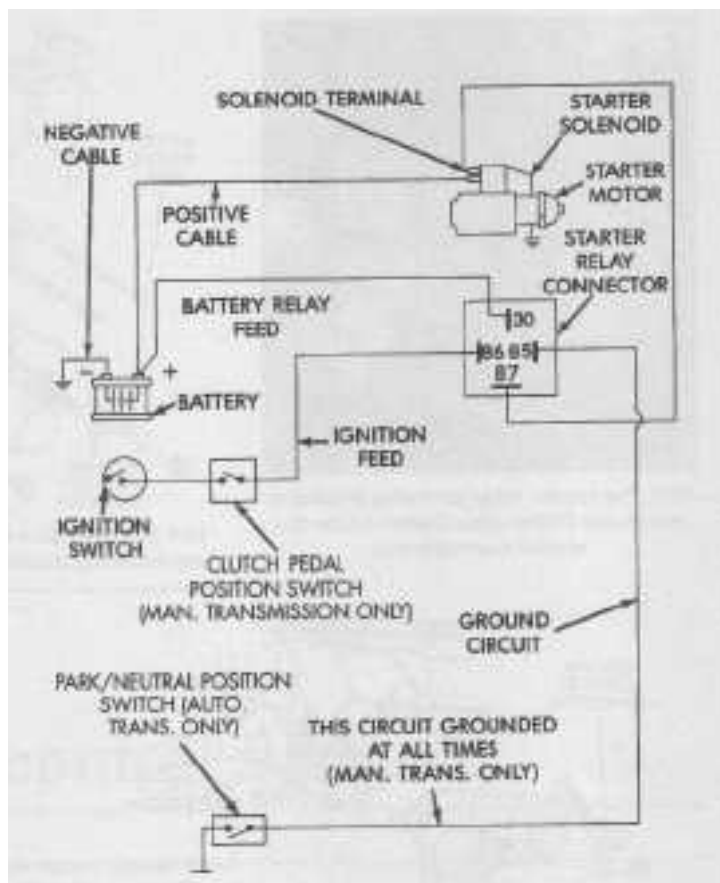 SOLENOID TERMINAL
STARTER
SOLENOID
NEGATIVE
CABLE
STARTER
MOTOR
POSITIVE
CABLE
STARTER
RELAY
CONNECTOR
BATTERY RELAY
FEED
30
86 85
87
+
-
BATTERY
IGNITION
FEED
IGNITION
SWITCH
CLUTCH PEDAL
POSITION SWITCH
(MAN. TRANSMISSION ONLY)
GROUND
CIRCUIT
PARK/NEUTRAL POSITION
SWITCH (AUTO
TRANS. ONLY)
THIS CIRCUIT GROUNDED
AT ALL TIMES
(MAN. TRANS. ONLY)